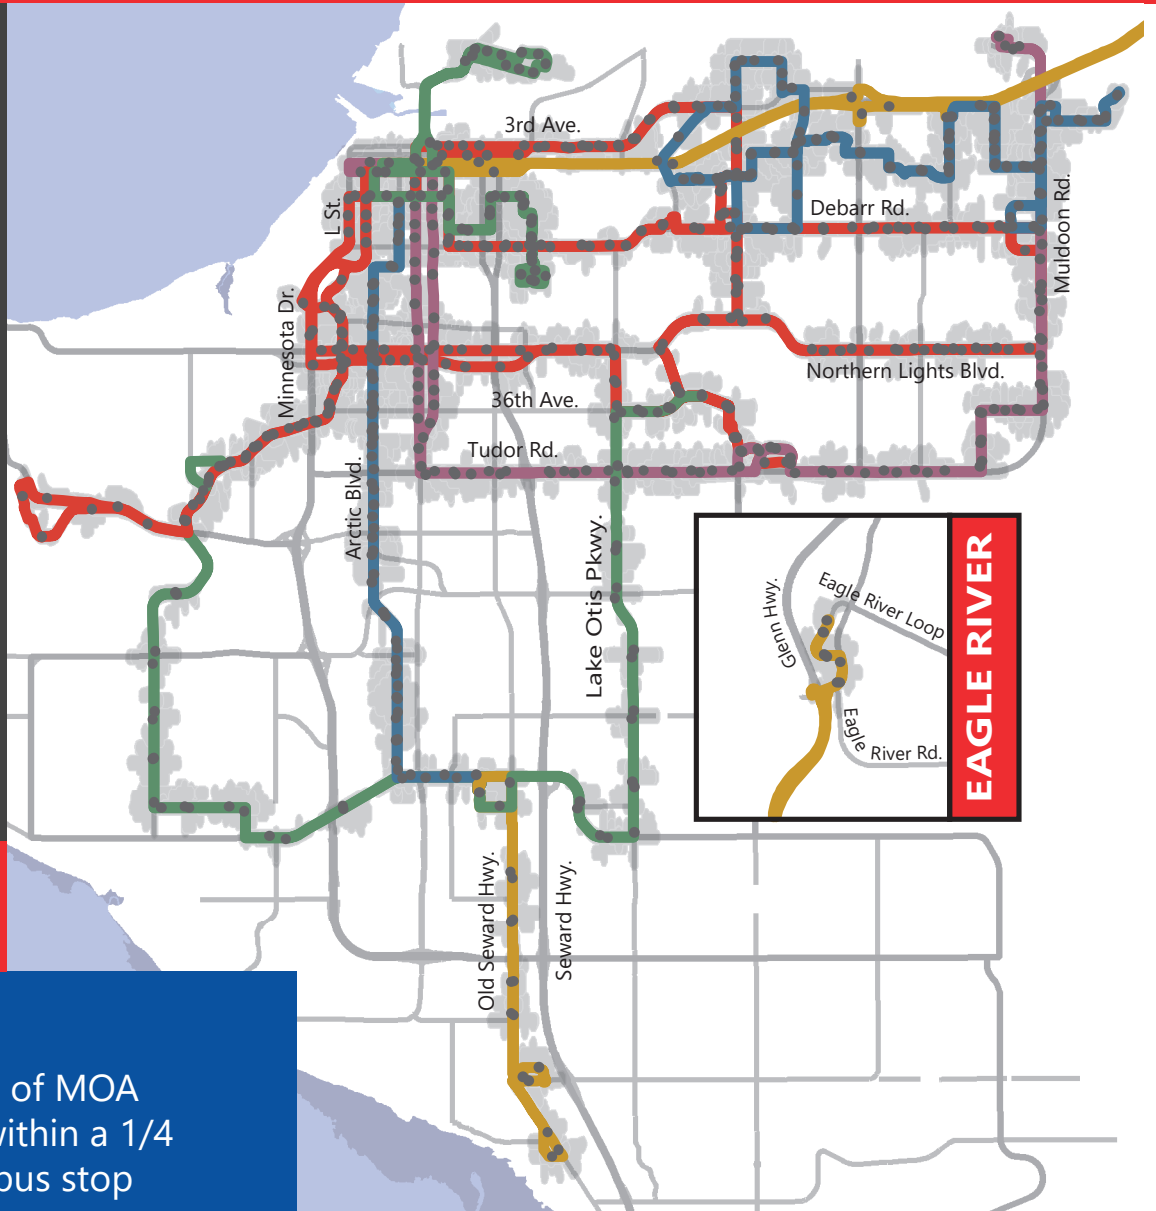 3rd Ave.
L St.
Debarr Rd.
Muldoon Rd.
Minnesota Dr.
Northern Lights Blvd.
36th Ave.
Tudor Rd.
Arctic Blvd.
Lake Otis Pkwy.
Glenn Hwy.
Eagle River Loop
Eagle
River Rd.
EAGLE RIVER
Old Seward Hwy.
Seward Hwy.
of MOA
within a 1/4
bus stop